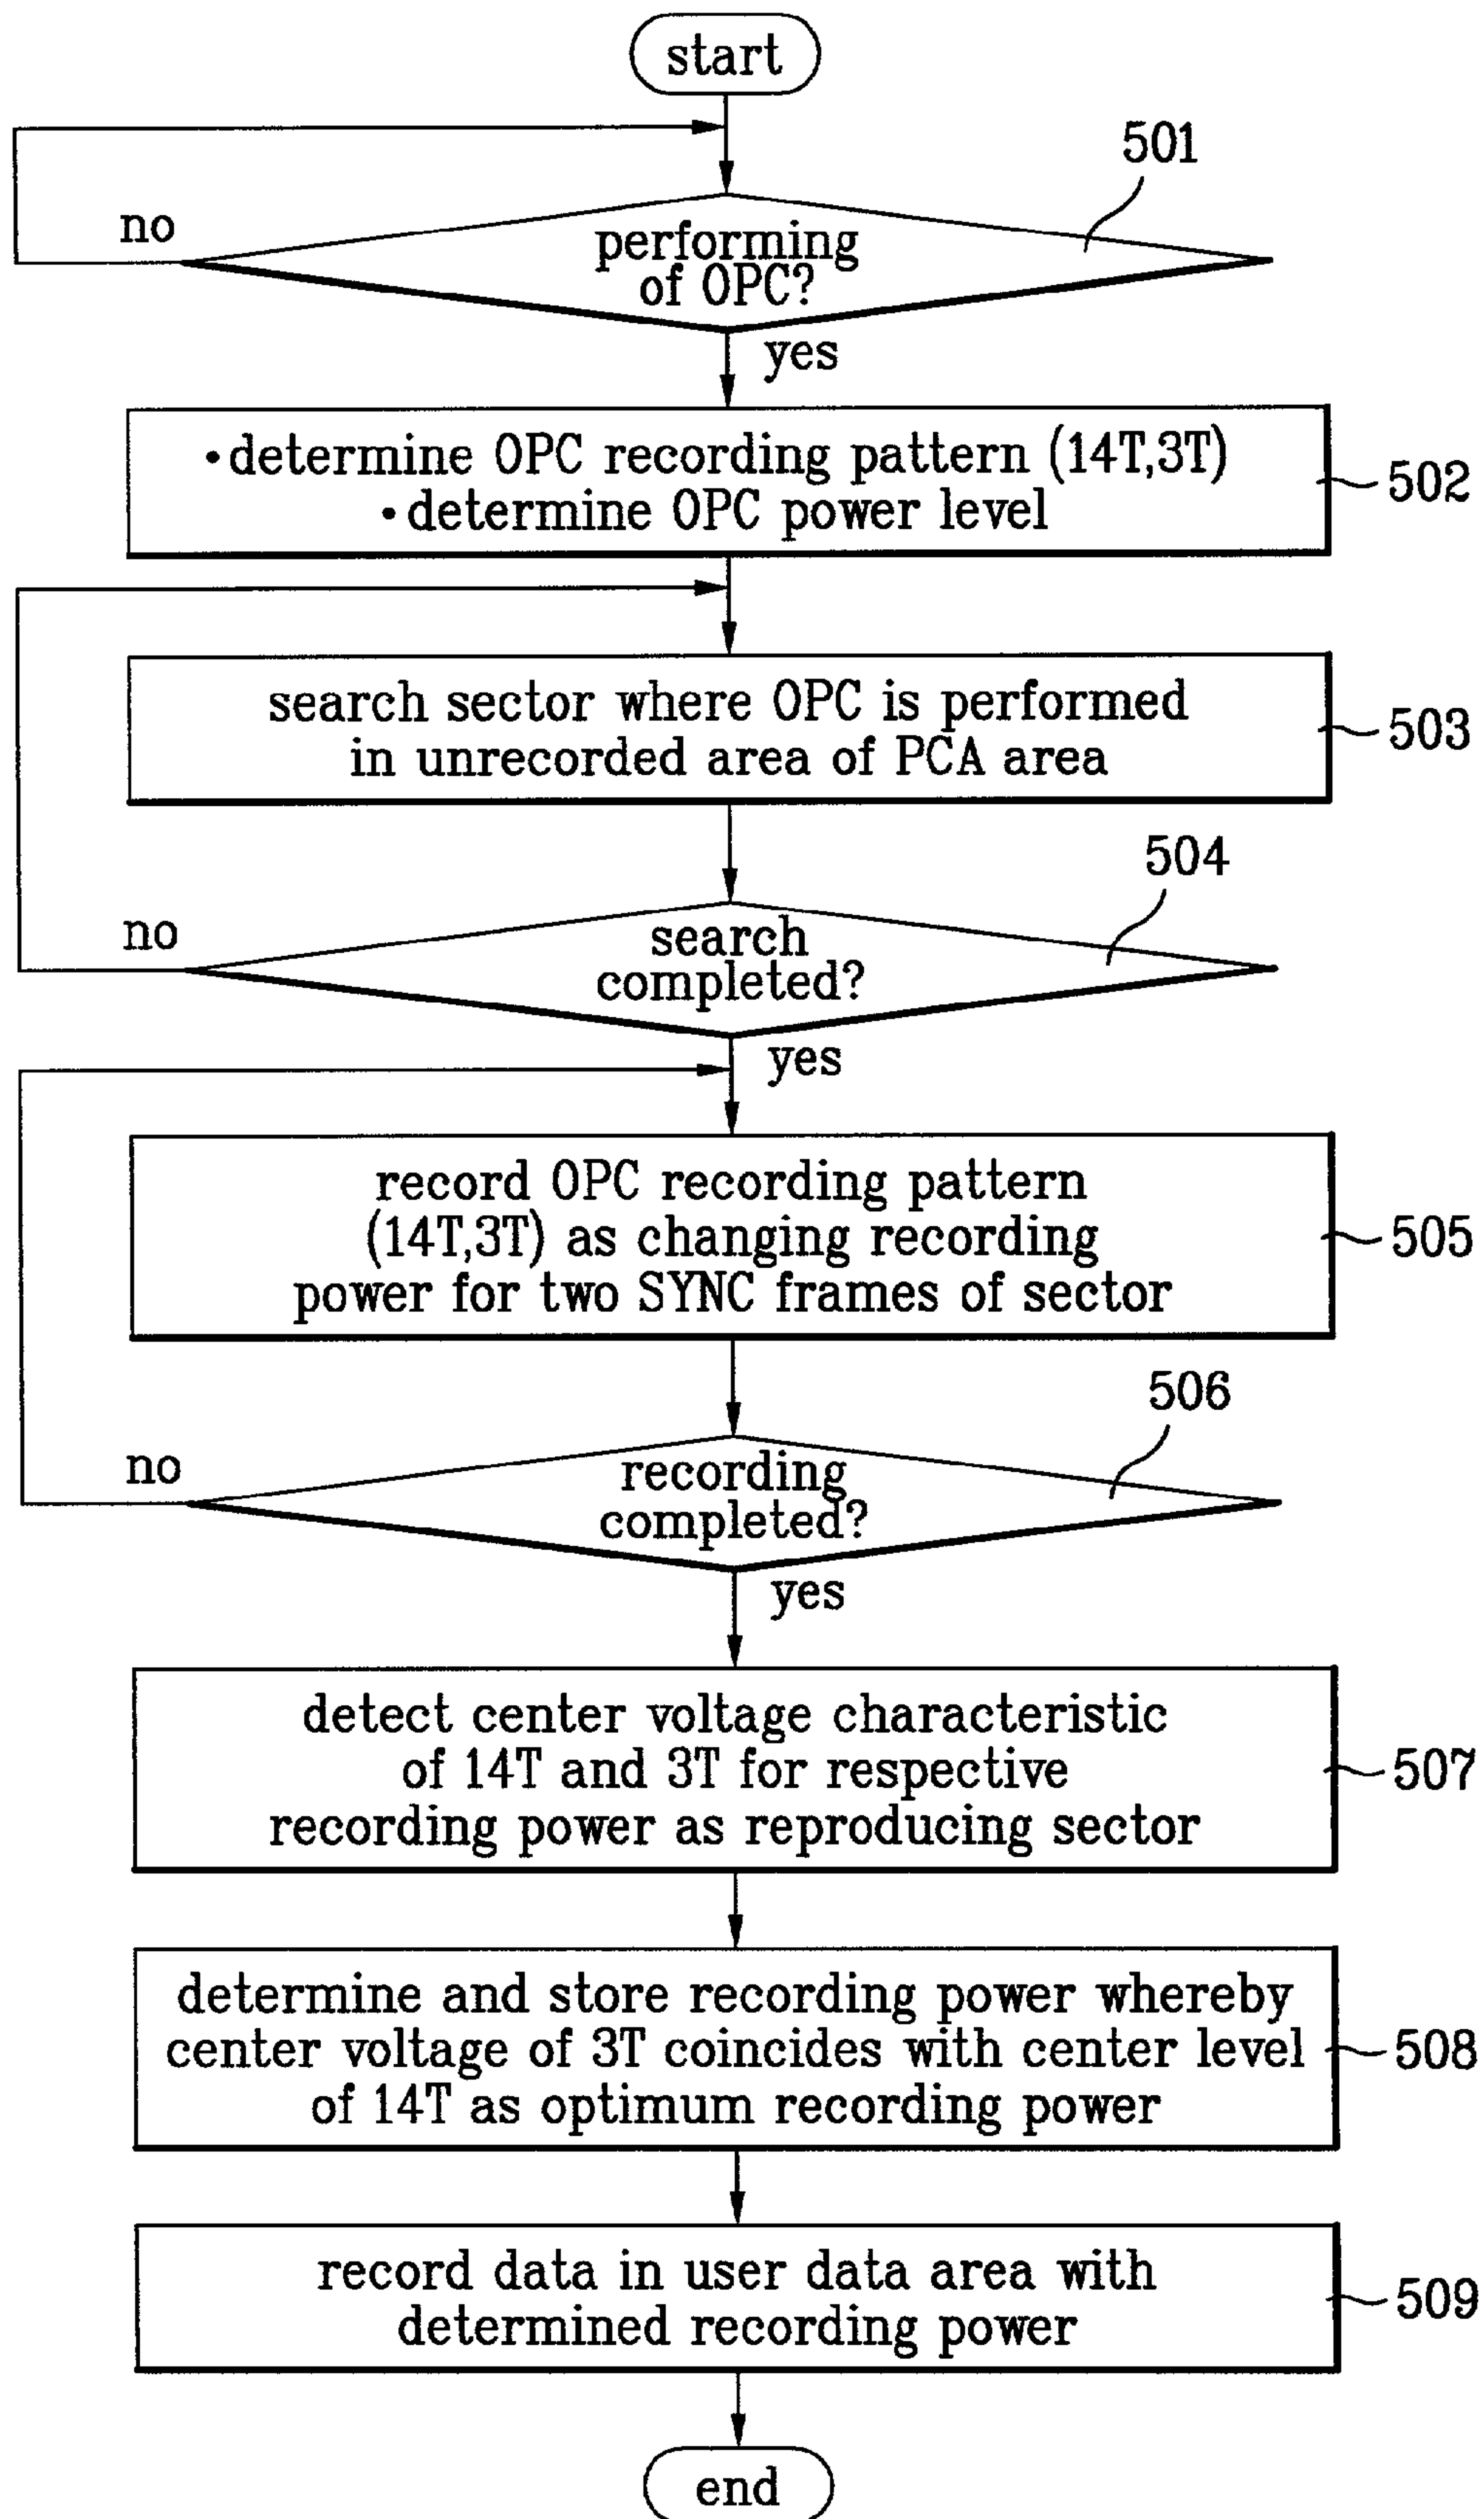 start
501
no
performing
of OPC?
yes
•determine OPC recording pattern (14T,3T)
•determine OPC power level
502
search sector where OPC is performed
in unrecorded area of PCA area
503
504
no
search
completed?
yes
record OPC recording pattern
(14T,3T) as changing recording
power for two SYNC frames of sector
505
506
no
recording
completed?
yes
detect center voltage characteristic
of 14T and 3T for respective
recording power as reproducing sector
507
determine and store recording power whereby
center voltage of 3T coincides with center level
of 14T as optimum recording power
508
record data in user data area with
determined recording power
509
end